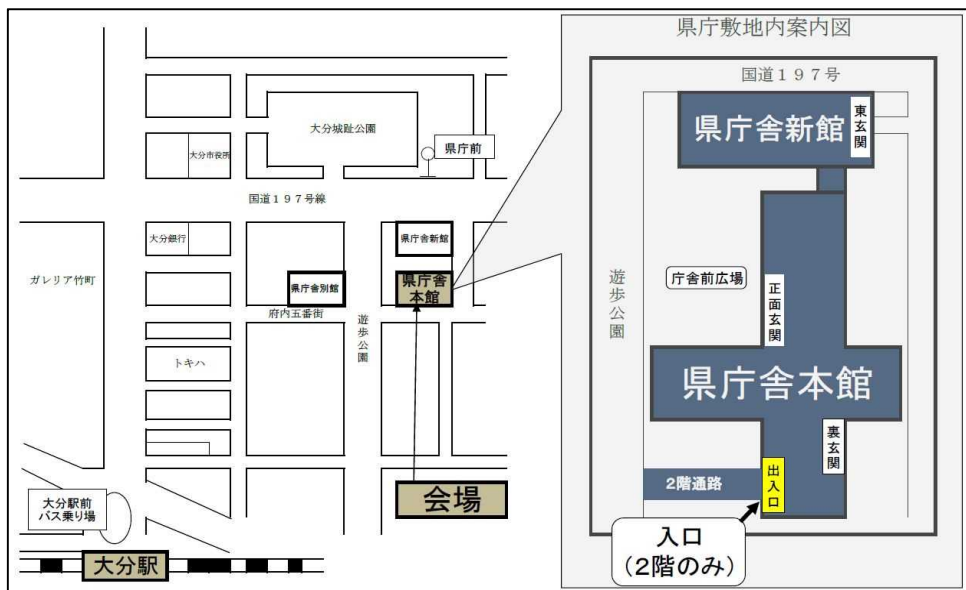 大分城趾公園
県庁前
大分市役所
国道１９７号線
大分銀行
県庁舎新館
ガレリア竹町
県庁舎別館
県庁舎
本館
府内五番街
遊歩公園
トキハ
会場
大分駅前
バス乗り場
大分駅
県庁敷地内案内図
国道１９７号
県庁舎新館
東玄関
庁舎前広場
遊歩公園
正面玄関
県庁舎本館
裏玄関
2階通路
出入口
入口
(2階のみ)